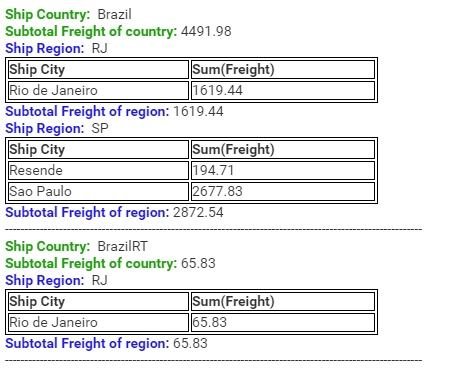 Ship Country: Brazil
Subtotal Freight of country: 4491.98
Ship Region: RJ
Ship City Sum(Freight)
Rio de Janeiro 1619.44
Subtotal Freight of region: 1619.44
Ship Region: SP
Ship City Sum(Freight)
Resende 194.71
Sao Paulo 2677.83
Subtotal Freight of region: 2872.54
Ship Country: BrazilRT
Subtotal Freight of country: 65.83
Ship Region: RJ
Ship City Sum(Freight)
Rio de Janeiro 65.83
Subtotal Freight of region: 65.83